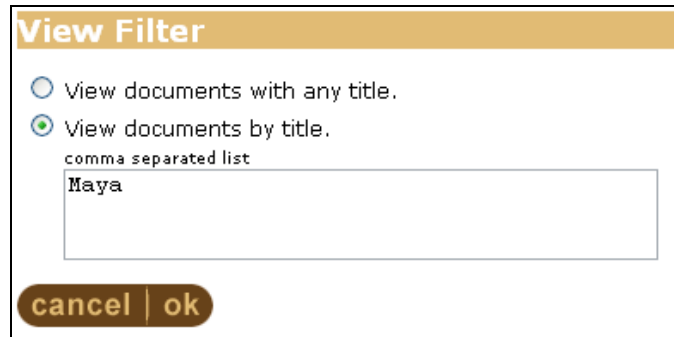 View Filter
View documents with any title.
View documents by title.
comma separated list
Maya
cancel | ok